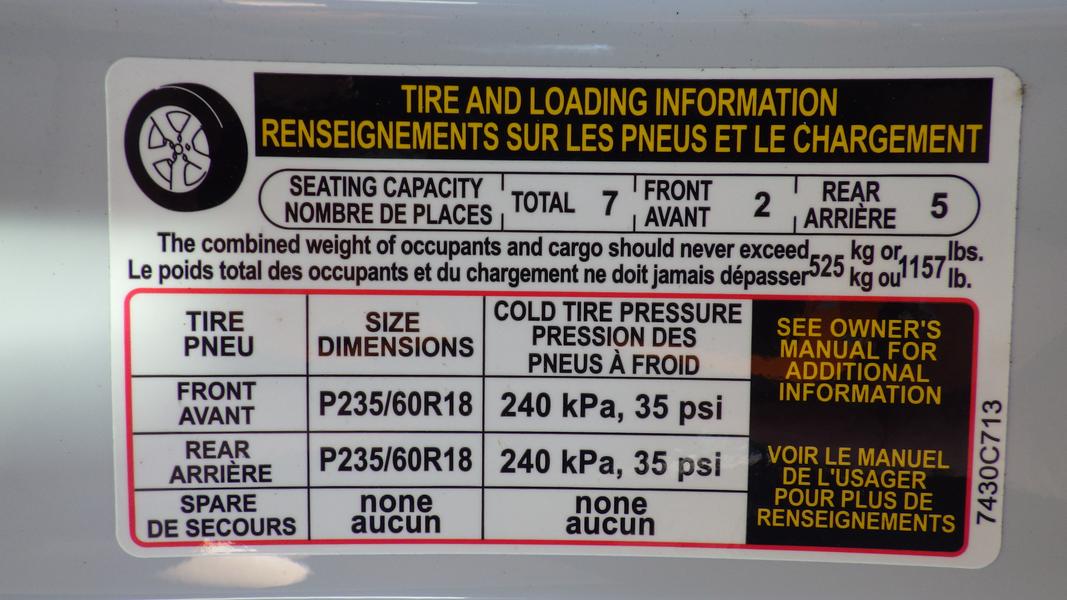 TIRE AND LOADING INFORMATION
RENSEIGNEMENTS SUR LES PNEUS ET LE CHARGEMENT
SEATING CAPACITY
NOMBRE DE PLACES
TOTAL 7
FRONT
AVANT
2
REAR
ARRIÈRE
5
The combined weight of occupants and cargo should never exceed 525 kg or 1157 lbs.
Le poids total des occupants et du chargement ne doit jamais dépasser kg ou lb.
TIRE
PNEU
SIZE
DIMENSIONS
COLD TIRE PRESSURE
PRESSION DES
PNEUS À FROID
FRONT
AVANT
P235/60R18
240 kPa, 35 psi
REAR
ARRIÈRE
P235/60R18
240 kPa, 35 psi
SPARE
DE SECOURS
none
aucun
none
aucun
SEE OWNER'S
MANUAL FOR
ADDITIONAL
INFORMATION
VOIR LE MANUEL
DE L'USAGER
POUR PLUS DE
RENSEIGNEMENTS
7430C713